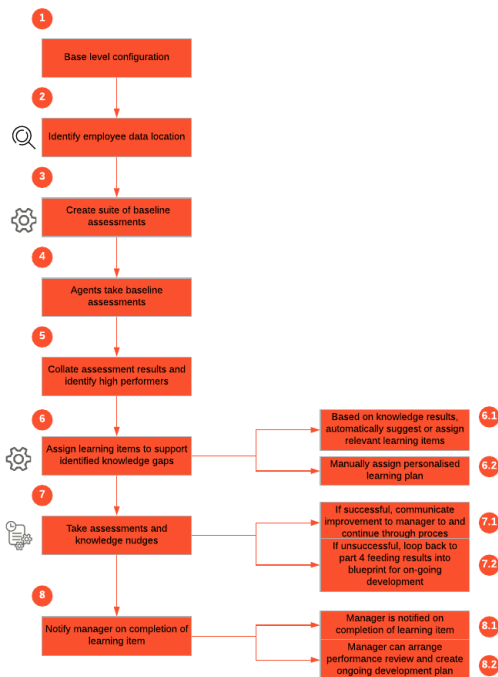 1
Base level configuration
2
Identify employee data location
3
Create suite of baseline
assessments
4
Agents take baseline
assessments
5
Collate assessment results and
identify high performers
6
Assign learning items to support
identified knowledge gaps
Based on knowledge results,
automatically suggest or assign
relevant learning items
6.1
Manually assign personalised
learning plan
6.2
7
Take assessments and
knowledge nudges
If successful, communicate
improvement to manager to and
continue through proces
7.1
If unsuccessful, loop back to
part 4 feeding results into
blueprint for on-going
development
7.2
8
Notify manager on completion of
learning item
Manager is notified on
completion of learning item
8.1
Manager can arrange
performance review and create
ongoing development plan
8.2